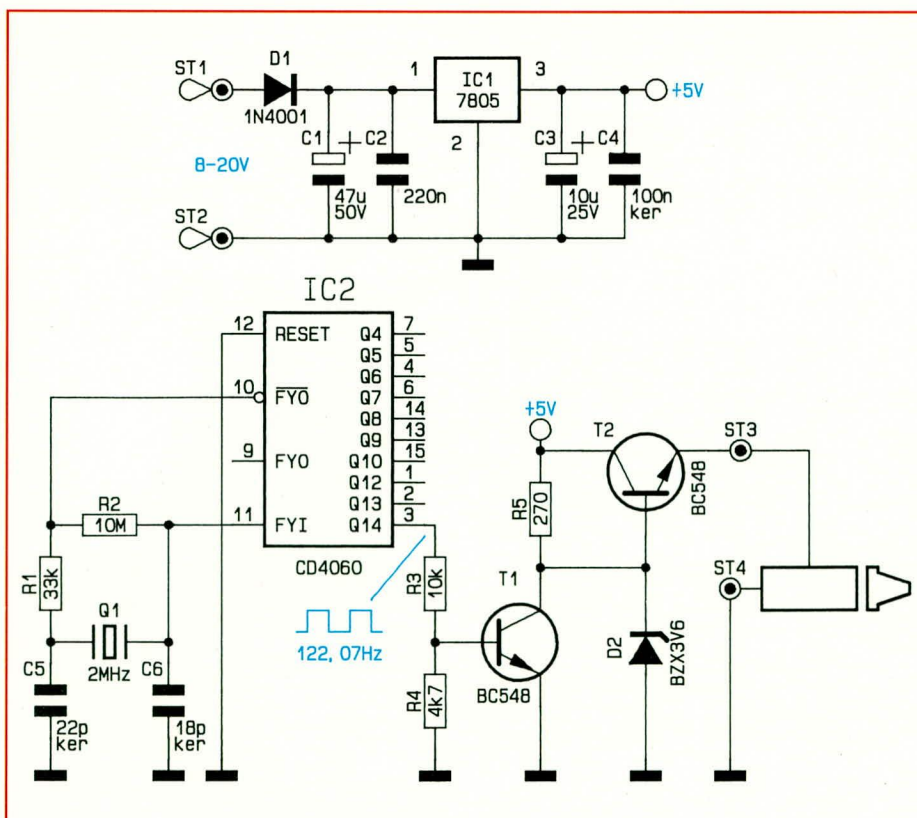 ST1
D1
1N4001
8-20V
ST2
C1
+
47u
50V
C2
220n
1
IC1
7805
3
2
C3
+
10u
25V
C4
100n
ker
+5V
IC2
12 RESET
10 FYO
9 FYO
11 FYI
Q4 7
Q5 5
Q6 4
Q7 6
Q8 14
Q9 13
Q10 15
Q12 1
Q13 2
Q14 3
CD4060
R2
10M
R1
33k
Q1
2MHz
C5
22p
ker
C6
18p
ker
122,07Hz
R3
10k
R4
4k7
T1
BC548
+5V
R5
270
T2
BC548
D2
BZX3V6
ST3
ST4